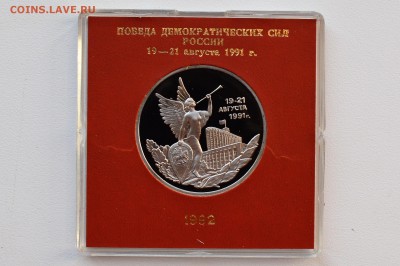 COINS.LAVE.RU
ПОБЕДА ДЕМОКРАТИЧЕСКИХ СИЛ
РОССИИ
19—21 августа 1991 г.
19-21
АВГУСТА
1991г.
1992